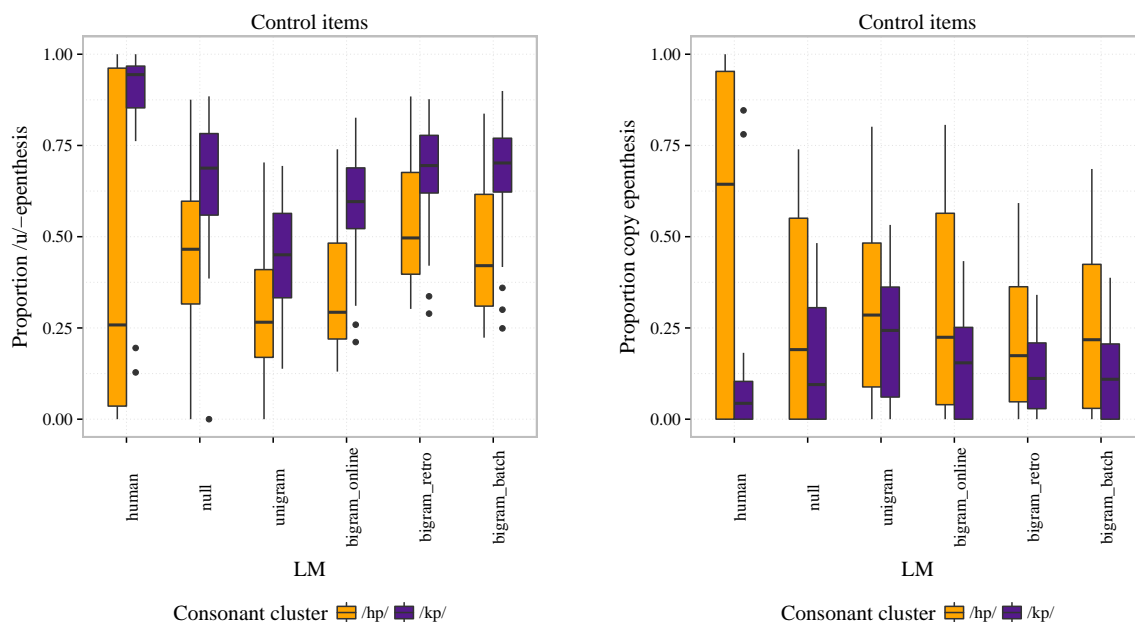 Control items
Proportion /u/-epenthesis
1.00
0.75
0.50
0.25
0.00
human
null
unigram
bigram_online
bigram_retro
bigram_batch
LM
Consonant cluster /hp/ /kp/
Control items
Proportion copy epenthesis
1.00
0.75
0.50
0.25
0.00
human
null
unigram
bigram_online
bigram_retro
bigram_batch
LM
Consonant cluster /hp/ /kp/